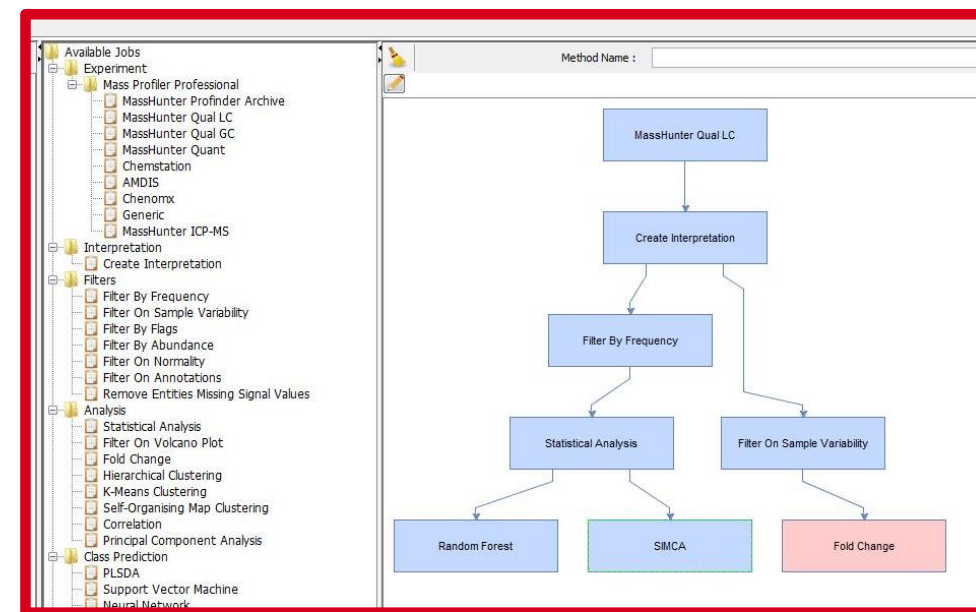 Available Jobs
Experiment
Mass Profiler Professional
MassHunter Profinder Archive
MassHunter Qual LC
MassHunter Qual GC
MassHunter Quant
Chemstation
AMDIS
Chenomx
Generic
MassHunter ICP-MS
Interpretation
Create Interpretation
Filters
Filter By Frequency
Filter On Sample Variability
Filter By Flags
Filter By Abundance
Filter On Normality
Filter On Annotations
Remove Entities Missing Signal Values
Analysis
Statistical Analysis
Filter On Volcano Plot
Fold Change
Hierarchical Clustering
K-Means Clustering
Self-Organising Map Clustering
Correlation
Principal Component Analysis
Class Prediction
PLSDA
Support Vector Machine
Neural Network
Method Name :
MassHunter Qual LC
Create Interpretation
Filter By Frequency
Statistical Analysis
Filter On Sample Variability
Random Forest
SIMCA
Fold Change